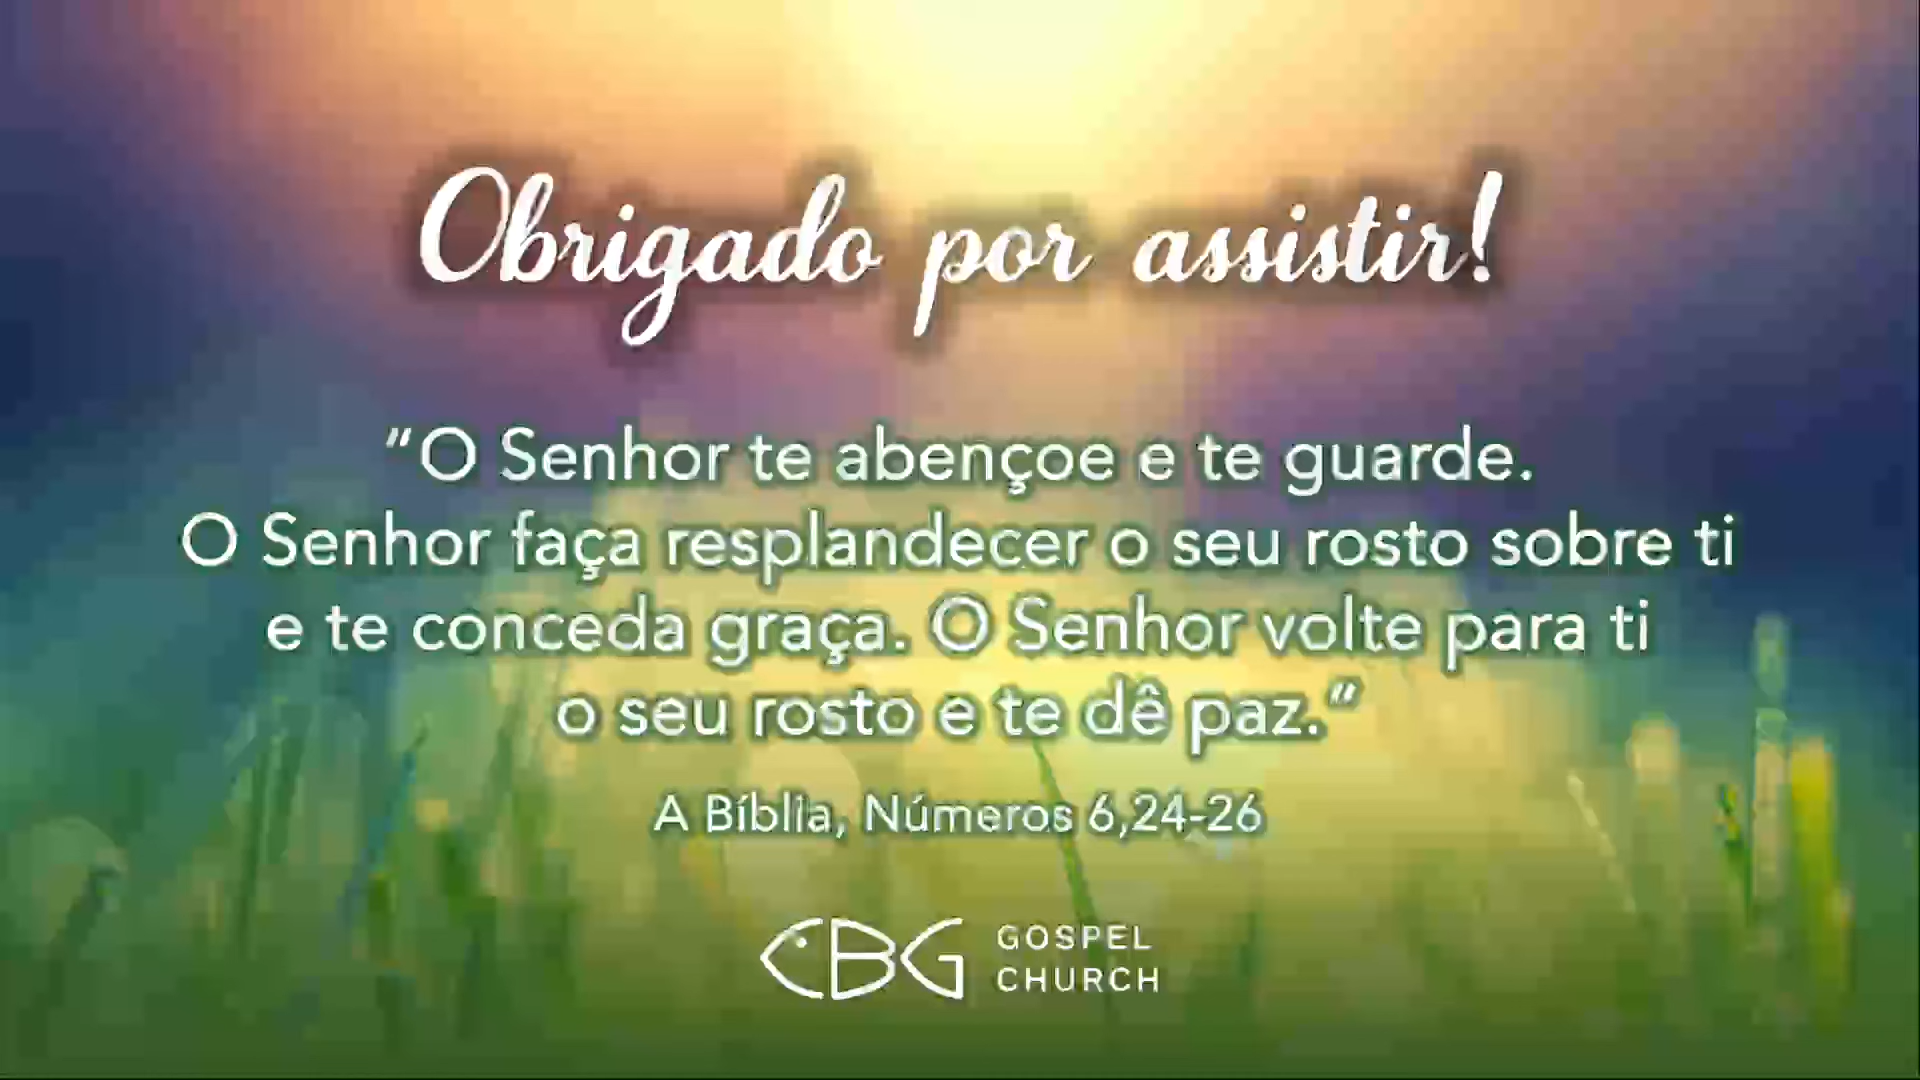 Obrigado por assistir!
“O Senhor te abençoe e te guarde.
O Senhor faça resplandecer o seu rosto sobre ti
e te conceda graça. O Senhor volte para ti
o seu rosto e te dê paz.”
A Bíblia, Números 6,24-26
CBG GOSPEL
CHURCH